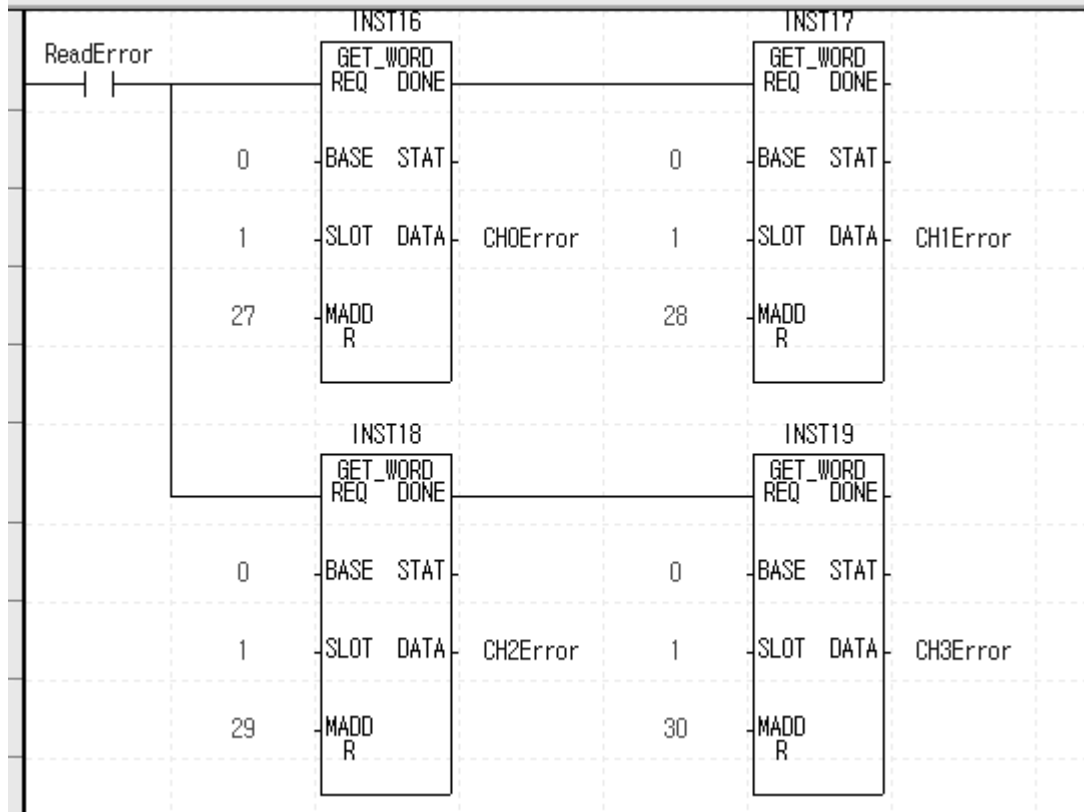 INST16 INST17
ReadError GET_WORD GET_WORD
REQ DONE REQ DONE
0 BASE STAT 0 BASE STAT
1 SLOT DATA CH0Error 1 SLOT DATA CH1Error
27 MADD 28 MADD
R R
INST18 INST19
GET_WORD GET_WORD
REQ DONE REQ DONE
0 BASE STAT 0 BASE STAT
1 SLOT DATA CH2Error 1 SLOT DATA CH3Error
29 MADD 30 MADD
R R